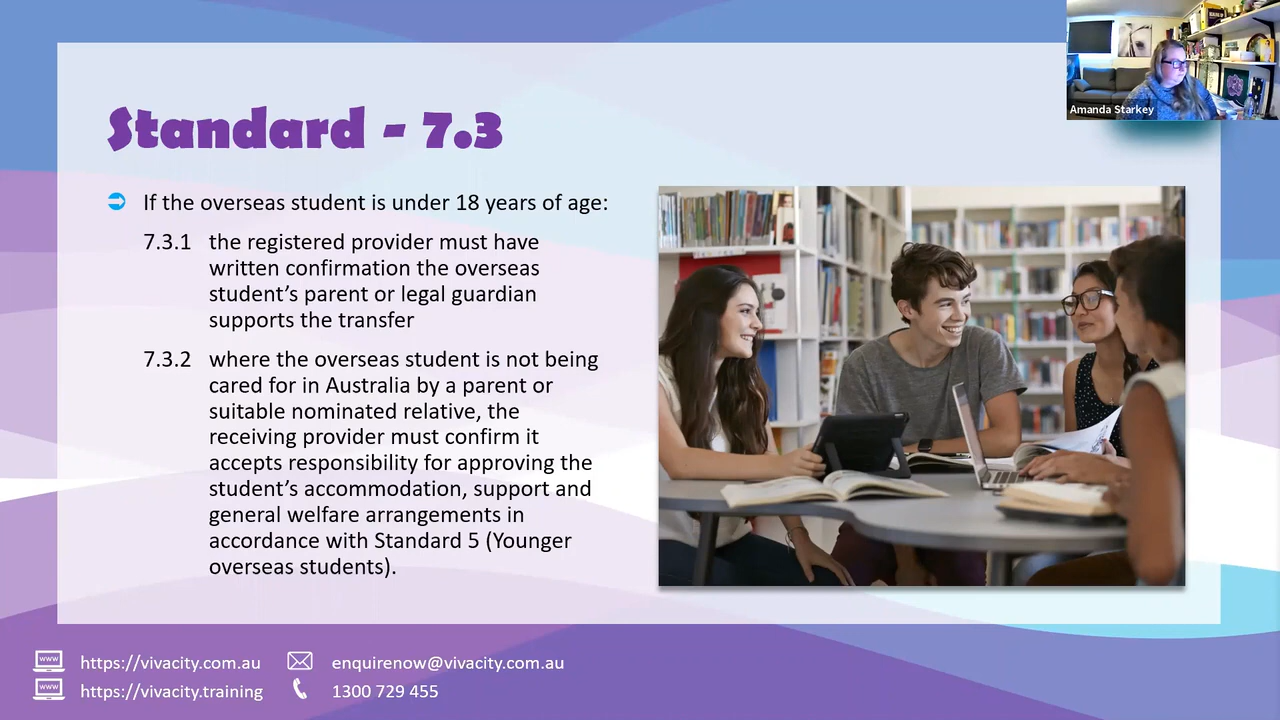 Amanda Starkey
Standard - 7.3
If the overseas student is under 18 years of age:
7.3.1 the registered provider must have
written confirmation the overseas
student’s parent or legal guardian
supports the transfer
7.3.2 where the overseas student is not being
cared for in Australia by a parent or
suitable nominated relative, the
receiving provider must confirm it
accepts responsibility for approving the
student’s accommodation, support and
general welfare arrangements in
accordance with Standard 5 (Younger
overseas students).
www https://vivacity.com.au enquirenow@vivacity.com.au
www https://vivacity.training 1300 729 455